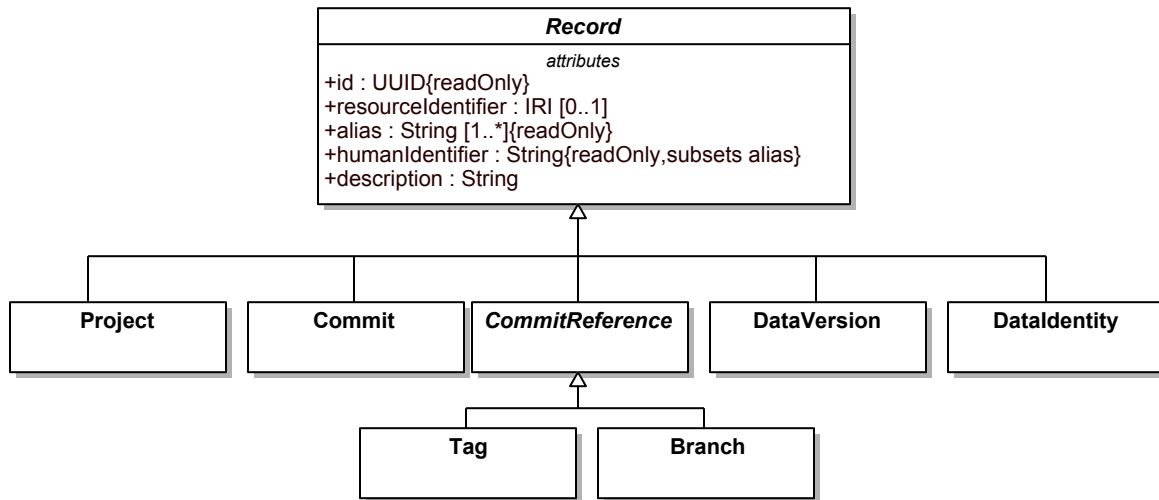 Record
attributes
+id : UUID{readOnly}
+resourceIdentifier : IRI [0..1]
+alias : String [1..*]{readOnly}
+humanIdentifier : String{readOnly,subsets alias}
+description : String
Project
Commit
CommitReference
DataVersion
DataIdentity
Tag
Branch